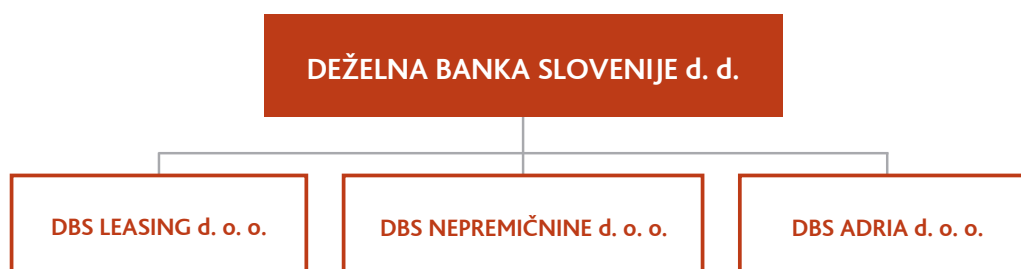 DEŽELNA BANKA SLOVENIJE d. d.
DBS LEASING d. o. o.
DBS NEPREMIČNINE d. o. o.
DBS ADRIA d. o. o.